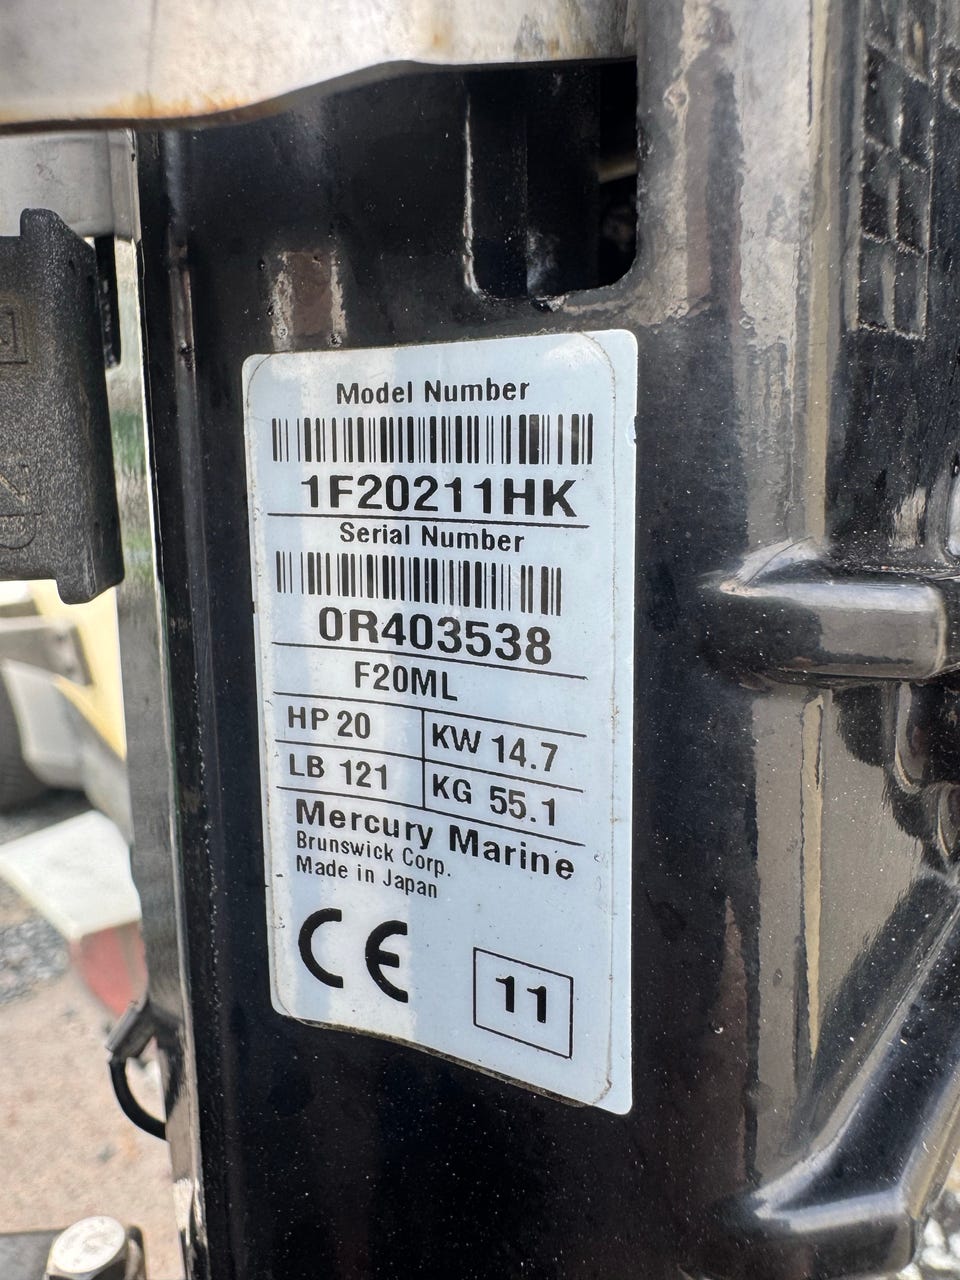 Model Number
1F20211HK
Serial Number
0R403538
F20ML
HP 20 KW 14.7
LB 121 KG 55.1
Mercury Marine
Brunswick Corp.
Made in Japan
CE
11